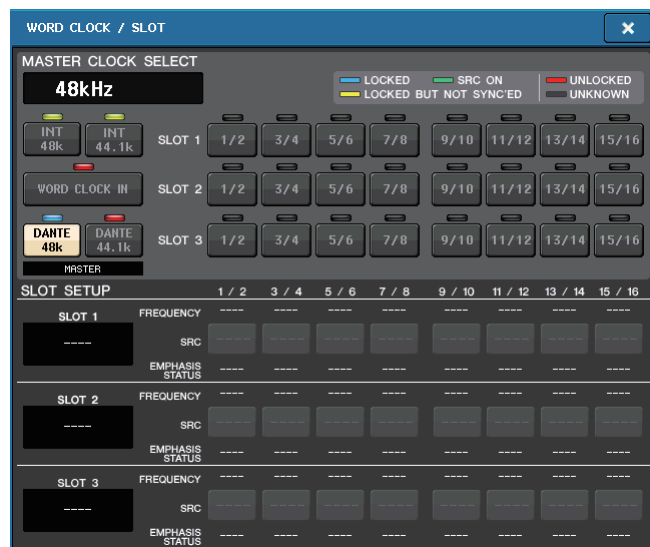 WORD CLOCK / SLOT
MASTER CLOCK SELECT
48kHz
LOCKED SRC ON UNLOCKED
LOCKED BUT NOT SYNC'ED UNKNOWN
INT 48k INT 44.1k SLOT 1 1/2 3/4 5/6 7/8 9/10 11/12 13/14 15/16
WORD CLOCK IN SLOT 2 1/2 3/4 5/6 7/8 9/10 11/12 13/14 15/16
DANTE 48k DANTE 44.1k SLOT 3 1/2 3/4 5/6 7/8 9/10 11/12 13/14 15/16
MASTER
SLOT SETUP 1 / 2 3 / 4 5 / 6 7 / 8 9 / 10 11 / 12 13 / 14 15 / 16
SLOT 1 FREQUENCY ---- ---- ---- ---- ---- ---- ---- ----
---- SRC ---- ---- ---- ---- ---- ---- ---- ----
EMPHASIS STATUS ---- ---- ---- ---- ---- ---- ---- ----
SLOT 2 FREQUENCY ---- ---- ---- ---- ---- ---- ---- ----
---- SRC ---- ---- ---- ---- ---- ---- ---- ----
EMPHASIS STATUS ---- ---- ---- ---- ---- ---- ---- ----
SLOT 3 FREQUENCY ---- ---- ---- ---- ---- ---- ---- ----
---- SRC ---- ---- ---- ---- ---- ---- ---- ----
EMPHASIS STATUS ---- ---- ---- ---- ---- ---- ---- ----